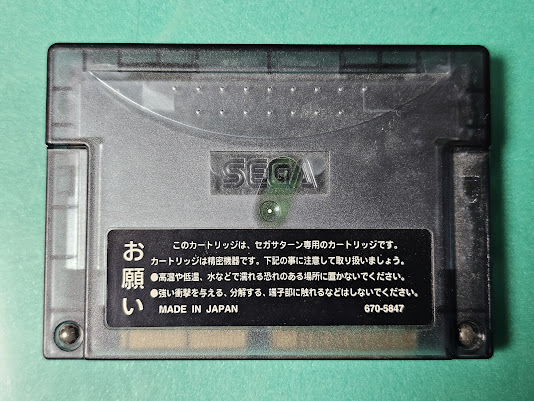 SEGA
お願い
このカートリッジは、セガサターン専用のカートリッジです。
カートリッジは精密機器です。下記の事に注意して取り扱いましょう。
●高温や低温、水などで濡れる恐れのある場所に置かないでください。
●強い衝撃を与える、分解する、端子部に触れるなどはしないでください。
MADE IN JAPAN 670-5847